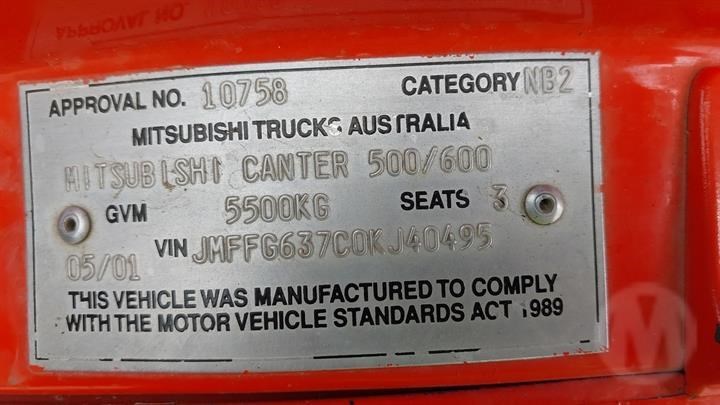 APPROVAL NO. 10758 CATEGORY NB2
MITSUBISHI TRUCKS AUSTRALIA
MITSUBISHI CANTER 500/600
GVM 5500KG SEATS 3
VIN JMFFG637C0KJ40495
05/01
THIS VEHICLE WAS MANUFACTURED TO COMPLY
WITH THE MOTOR VEHICLE STANDARDS ACT 1989
M